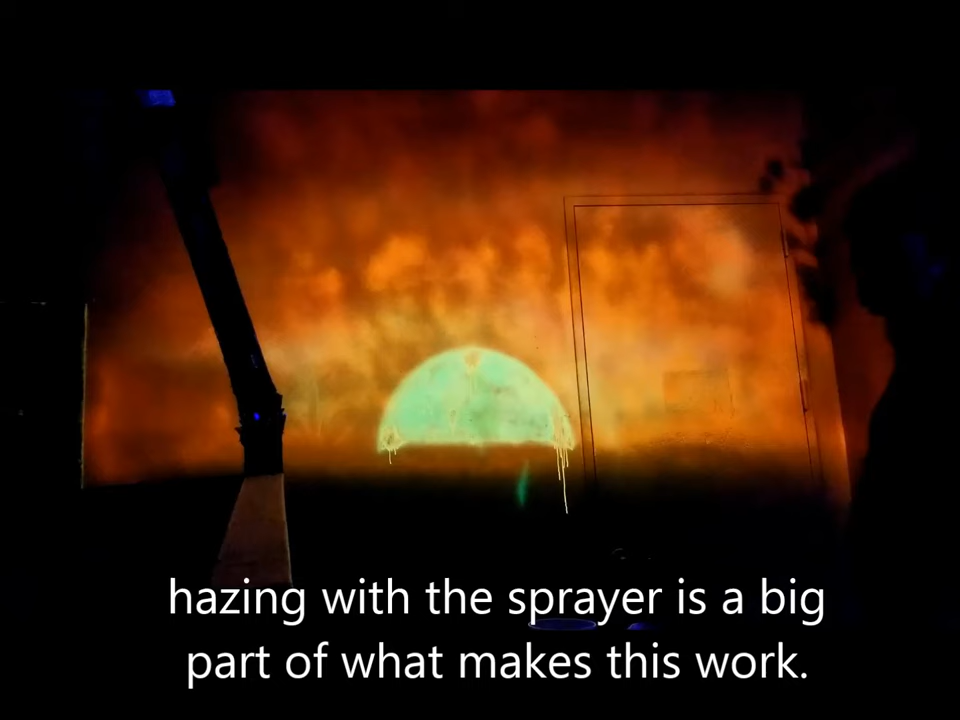 hazing with the sprayer is a big
part of what makes this work.